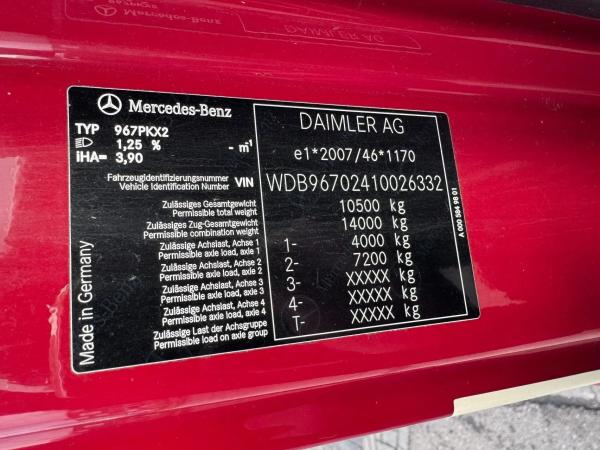 Mercedes-Benz
DAIMLER AG
Mercedes-Benz
TYP 967PKX2
1,25 % - m¹
iHA= 3,90
DAIMLER AG
e1*2007/46*1170
Fahrzeugidentifizierungsnummer
Vehicle Identification Number VIN WDB96702410026332
Zulässiges Gesamtgewicht
Permissible total weight 10500 kg
Zulässiges Zug-Gesamtgewicht
Permissible combination weight 14000 kg
Zulässige Achslast, Achse 1
Permissible axle load, axle 1 1- 4000 kg
Zulässige Achslast, Achse 2
Permissible axle load, axle 2 2- 7200 kg
Zulässige Achslast, Achse 3
Permissible axle load, axle 3 3- XXXXX kg
Zulässige Achslast, Achse 4
Permissible axle load, axle 4 4- XXXXX kg
Zulässige Last der Achsgruppe
Permissible load on axle group T- XXXXX kg
Made in Germany
A 000 584 98 01